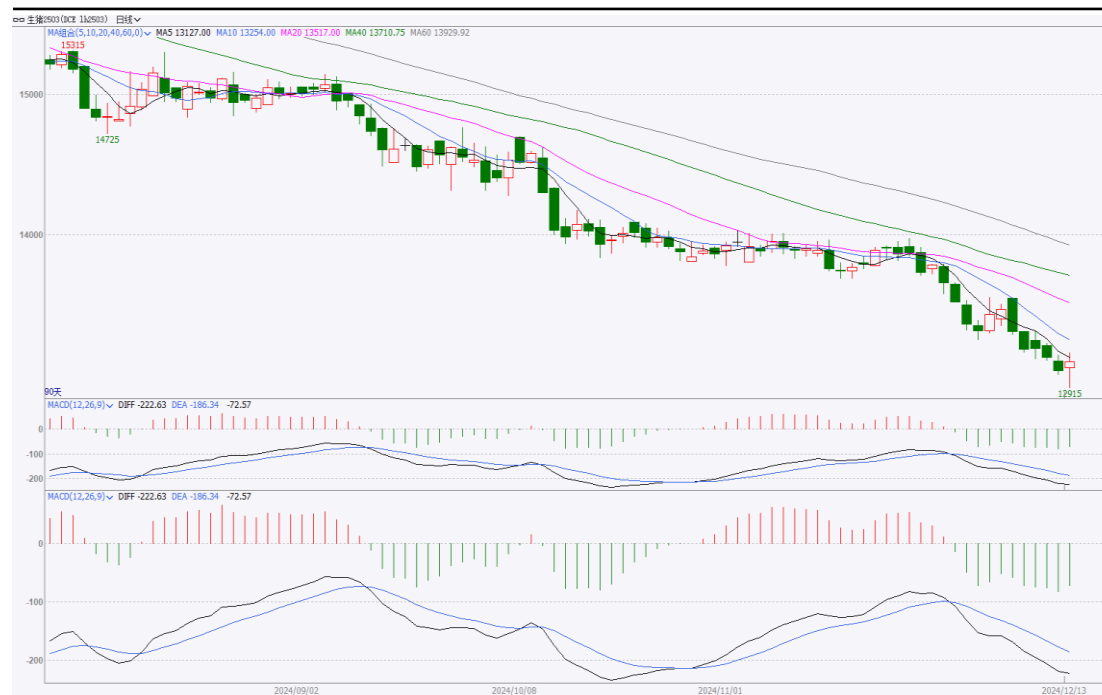 生猪2503(DCE lh2503) 日线
MA组合(5,10,20,40,60,0) MA5 13127.00 MA10 13254.00 MA20 13517.00 MA40 13710.75 MA60 13929.92
15315
15000
14725
14000
90天
12915
MACD(12,26,9) DIFF -222.63 DEA -186.34 -72.57
0
-100
-200
MACD(12,26,9) DIFF -222.63 DEA -186.34 -72.57
0
-100
-200
2024/09/02 2024/10/08 2024/11/01 2024/12/13